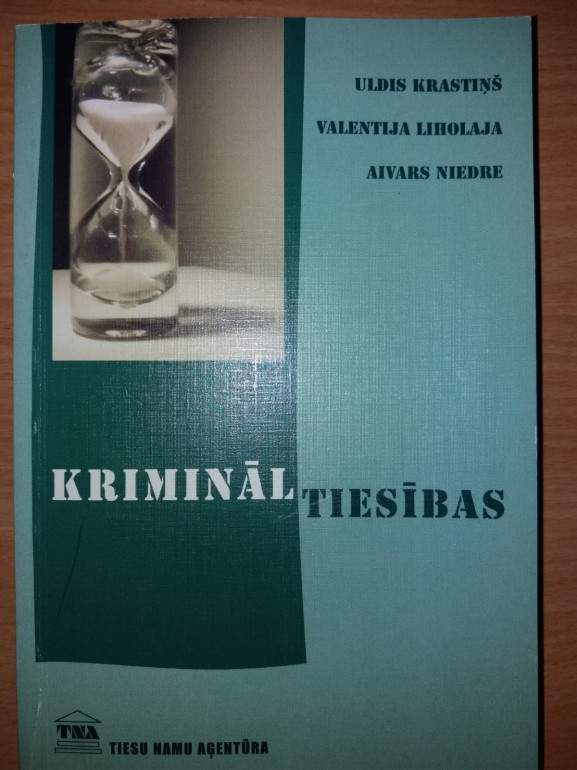 ULDIS KRASTIŅŠ
VALENTIJA LIHOLAJA
AIVARS NIEDRE
KRIMINĀL
TIESĪBAS
TNA
TIESU NAMU AĢENTŪRA